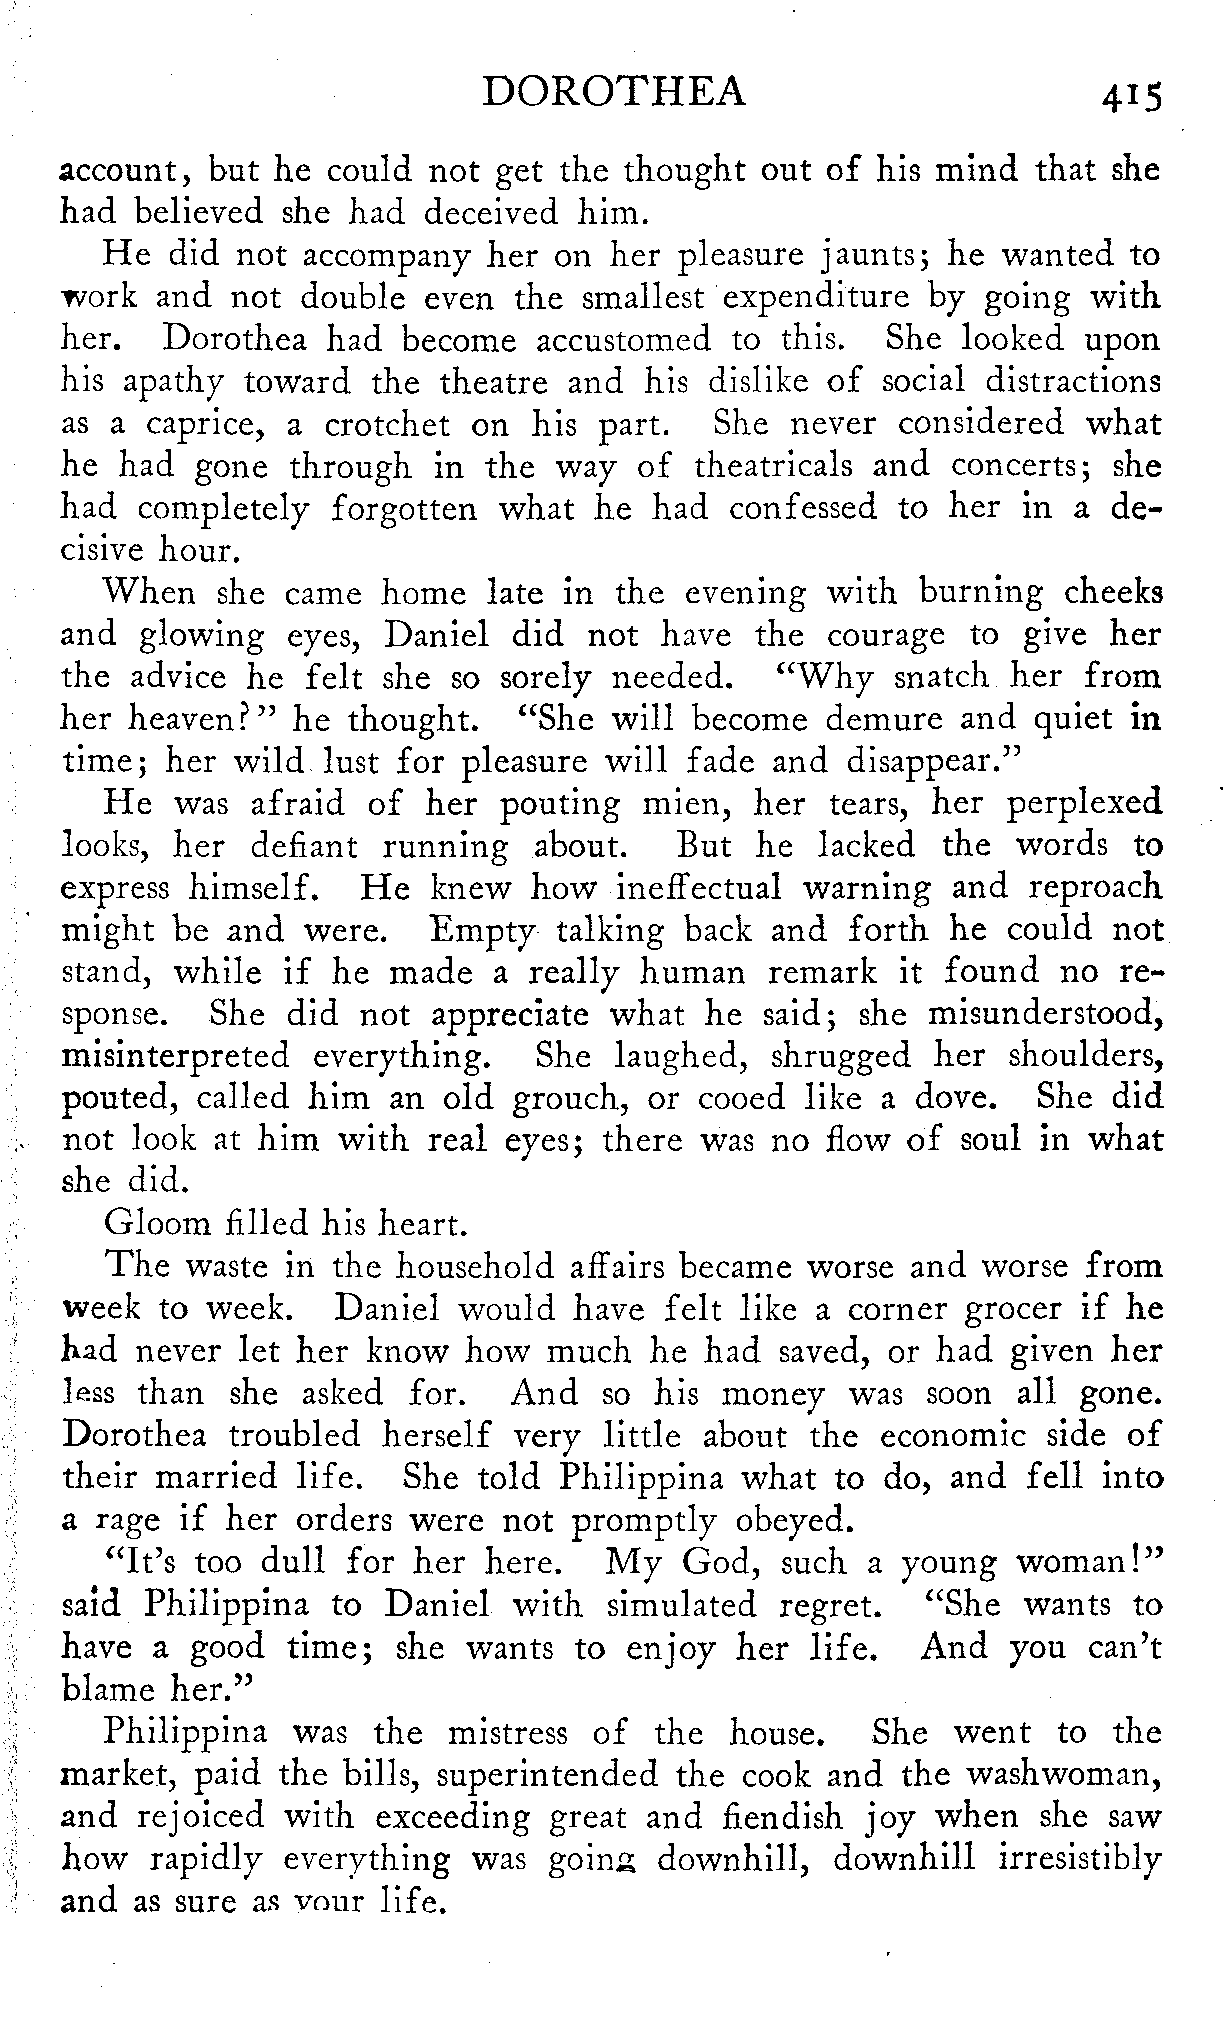 DOROTHEA 415
account, but he could not get the thought out of his mind that she
had believed she had deceived him.
He did not accompany her on her pleasure jaunts; he wanted to
work and not double even the smallest expenditure by going with
her. Dorothea had become accustomed to this. She looked upon
his apathy toward the theatre and his dislike of social distractions
as a caprice, a crotchet on his part. She never considered what
he had gone through in the way of theatricals and concerts; she
had completely forgotten what he had confessed to her in a de-
cisive hour.
When she came home late in the evening with burning cheeks
and glowing eyes, Daniel did not have the courage to give her
the advice he felt she so sorely needed. “Why snatch her from
her heaven?” he thought. “She will become demure and quiet in
time; her wild lust for pleasure will fade and disappear.”
He was afraid of her pouting mien, her tears, her perplexed
looks, her defiant running about. But he lacked the words to
express himself. He knew how ineffectual warning and reproach
might be and were. Empty talking back and forth he could not
stand, while if he made a really human remark it found no re-
sponse. She did not appreciate what he said; she misunderstood,
misinterpreted everything. She laughed, shrugged her shoulders,
pouted, called him an old grouch, or cooed like a dove. She did
not look at him with real eyes; there was no flow of soul in what
she did.
Gloom filled his heart.
The waste in the household affairs became worse and worse from
week to week. Daniel would have felt like a corner grocer if he
had never let her know how much he had saved, or had given her
less than she asked for. And so his money was soon all gone.
Dorothea troubled herself very little about the economic side of
their married life. She told Philippina what to do, and fell into
a rage if her orders were not promptly obeyed.
“It’s too dull for her here. My God, such a young woman!”
said Philippina to Daniel with simulated regret. “She wants to
have a good time; she wants to enjoy her life. And you can’t
blame her.”
Philippina was the mistress of the house. She went to the
market, paid the bills, superintended the cook and the washwoman,
and rejoiced with exceeding great and fiendish joy when she saw
how rapidly everything was going downhill, downhill irresistibly
and as sure as your life.